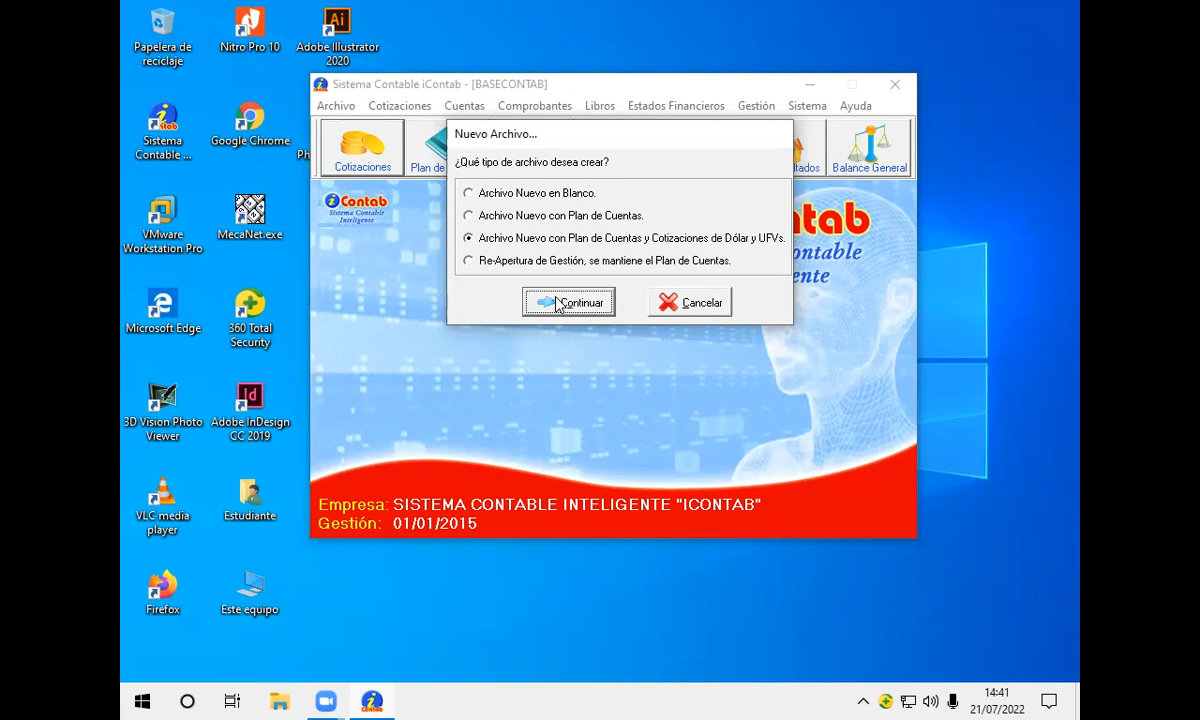 Papelera de
reciclaje
Nitro Pro 10
Adobe Illustrator
2020
Sistema
Contable ...
Google Chrome
Ph
VMware
Workstation Pro
MecaNet.exe
Microsoft Edge
360 Total
Security
3D Vision Photo
Viewer
Adobe InDesign
CC 2019
VLC media
player
Estudiante
Firefox
Este equipo
Sistema Contable iContab - [BASECONTAB]
Archivo Cotizaciones Cuentas Comprobantes Libros Estados Financieros Gestión Sistema Ayuda
Cotizaciones
Plan de
tados
Balance General
Nuevo Archivo...
¿Qué tipo de archivo desea crear?
Archivo Nuevo en Blanco.
Archivo Nuevo con Plan de Cuentas.
Archivo Nuevo con Plan de Cuentas y Cotizaciones de Dólar y UFVs.
Re-Apertura de Gestión, se mantiene el Plan de Cuentas.
Continuar
Cancelar
iContab
Sistema Contable
Inteligente
ntab
ontable
ente
Empresa: SISTEMA CONTABLE INTELIGENTE "ICONTAB"
Gestión: 01/01/2015
14:41
21/07/2022